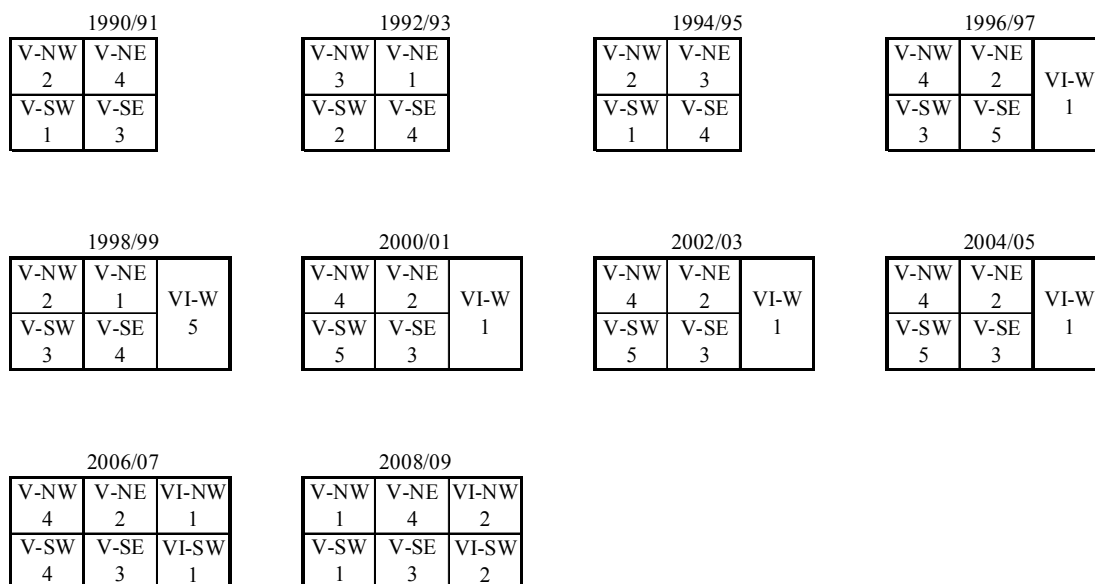 1990/91 1992/93 1994/95 1996/97
V-NW V-NE V-NW V-NE V-NW V-NE V-NW V-NE
2 4 3 1 2 3 4 2 VI-W
V-SW V-SE V-SW V-SE V-SW V-SE V-SW V-SE 1
1 3 2 4 1 4 3 5
1998/99 2000/01 2002/03 2004/05
V-NW V-NE V-NW V-NE V-NW V-NE V-NW V-NE
2 1 VI-W 4 2 VI-W 4 2 VI-W 4 2 VI-W
V-SW V-SE 5 V-SW V-SE 1 V-SW V-SE 1 V-SW V-SE 1
3 4 5 3 5 3 5 3
2006/07 2008/09
V-NW V-NE VI-NW V-NW V-NE VI-NW
4 2 1 1 4 2
V-SW V-SE VI-SW V-SW V-SE VI-SW
4 3 1 1 3 2